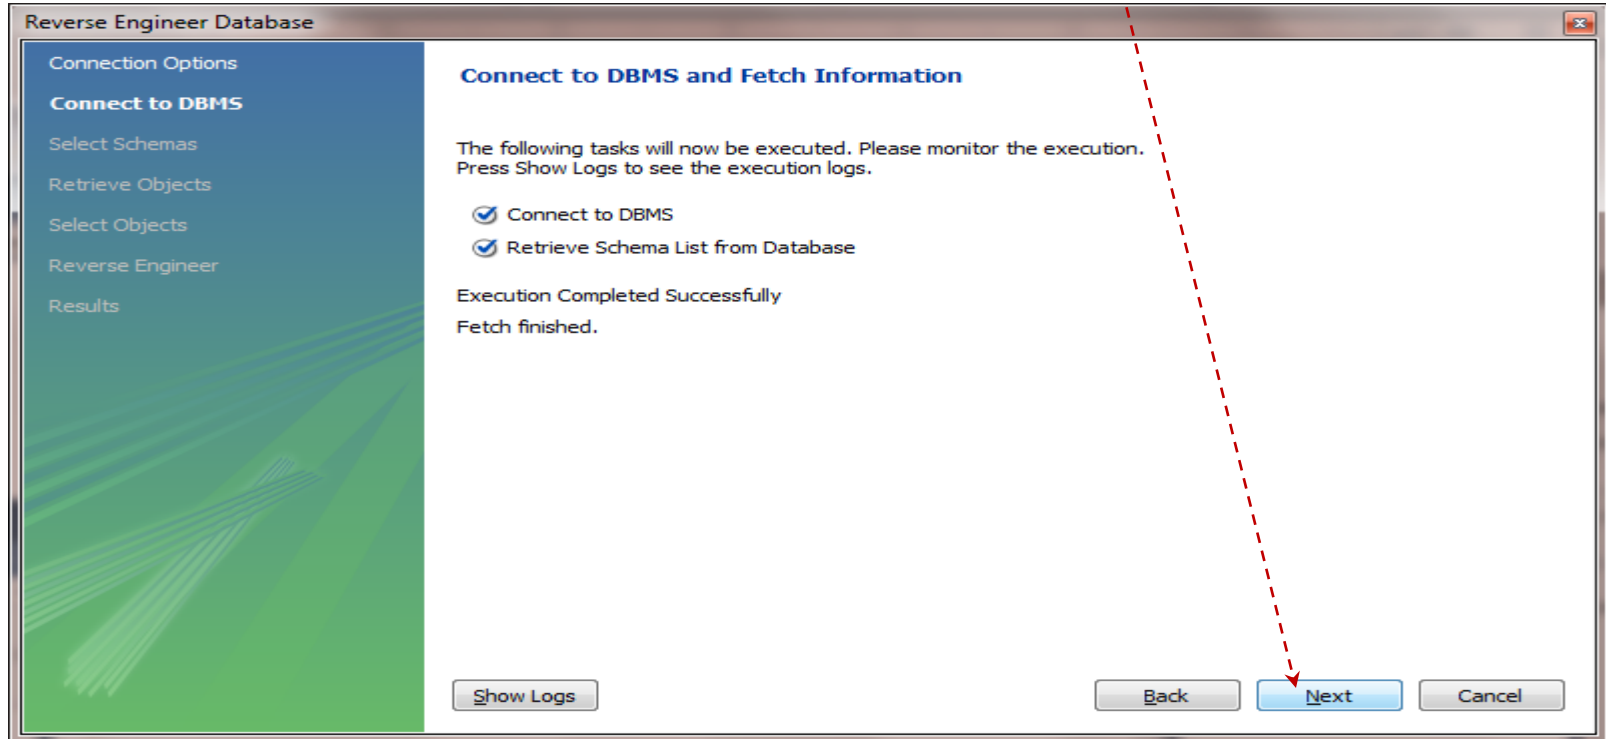 Reverse Engineer Database
Connection Options
Connect to DBMS
Select Schemas
Retrieve Objects
Select Objects
Reverse Engineer
Results
Connect to DBMS and Fetch Information
The following tasks will now be executed. Please monitor the execution.
Press Show Logs to see the execution logs.
Connect to DBMS
Retrieve Schema List from Database
Execution Completed Successfully
Fetch finished.
Show Logs
Back
Next
Cancel